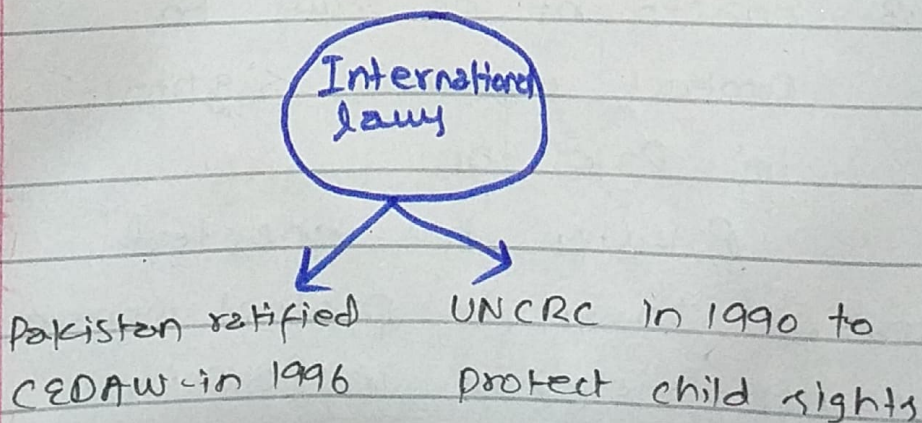 International
laws
Pakistan ratified
CEDAW in 1996
UNCRC in 1990 to
protect child rights